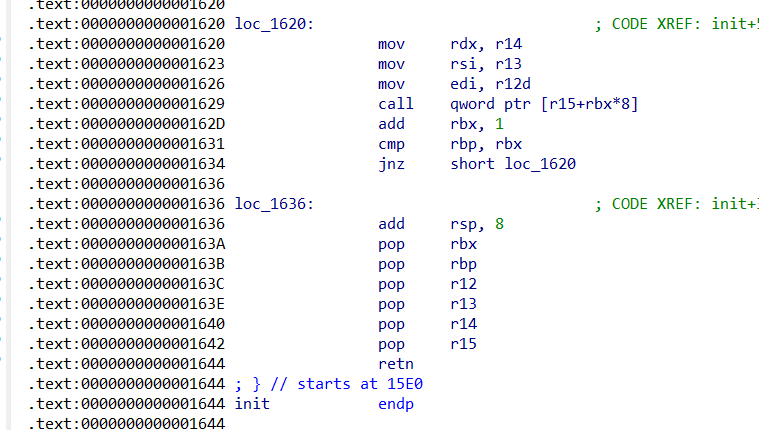 .text:0000000000001620
.text:0000000000001620 loc_1620: ; CODE XREF: init+
.text:0000000000001620 mov rdx, r14
.text:0000000000001623 mov rsi, r13
.text:0000000000001626 mov edi, r12d
.text:0000000000001629 call qword ptr [r15+rbx*8]
.text:000000000000162D add rbx, 1
.text:0000000000001631 cmp rbp, rbx
.text:0000000000001634 jnz short loc_1620
.text:0000000000001636
.text:0000000000001636 loc_1636: ; CODE XREF: init+
.text:0000000000001636 add rsp, 8
.text:000000000000163A pop rbx
.text:000000000000163B pop rbp
.text:000000000000163C pop r12
.text:000000000000163E pop r13
.text:0000000000001640 pop r14
.text:0000000000001642 pop r15
.text:0000000000001644 retn
.text:0000000000001644 ; } // starts at 15E0
.text:0000000000001644 init endp
.text:0000000000001644